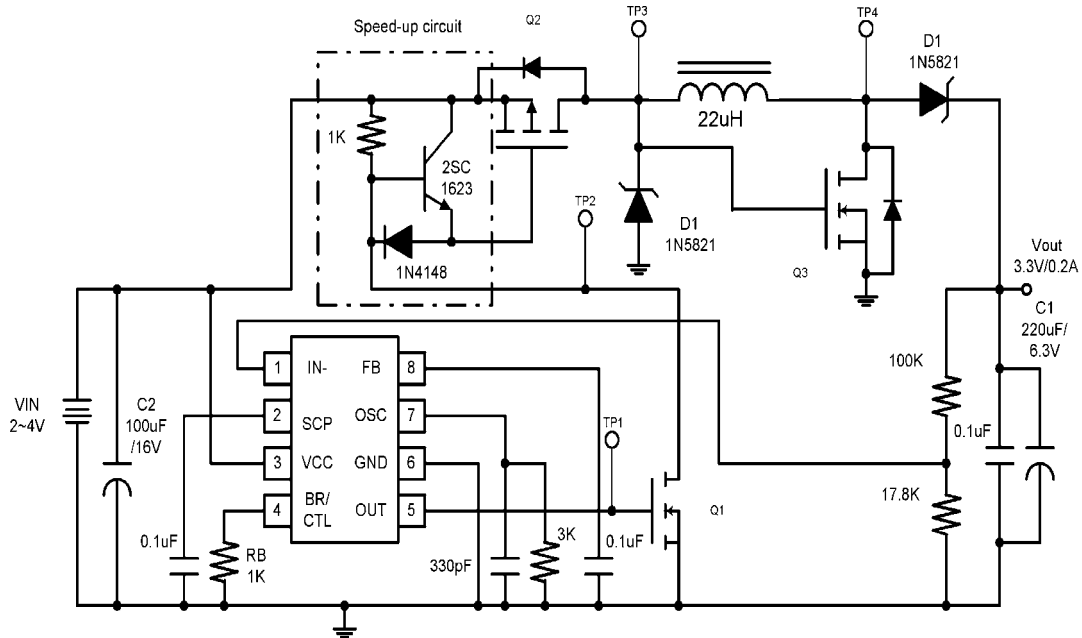 Speed-up circuit
Q2
TP3
TP4
D1
1N5821
1K
22uH
2SC
1623
TP2
D1
1N5821
1N4148
Q3
Vout
3.3V/0.2A
C1
220uF/
6.3V
VIN
2~4V
C2
100uF
/16V
1
IN-
FB
8
2
SCP
OSC
7
3
VCC
GND
6
4
BR/
CTL
OUT
5
TP1
Q1
100K
0.1uF
17.8K
0.1uF
RB
1K
330pF
3K
0.1uF